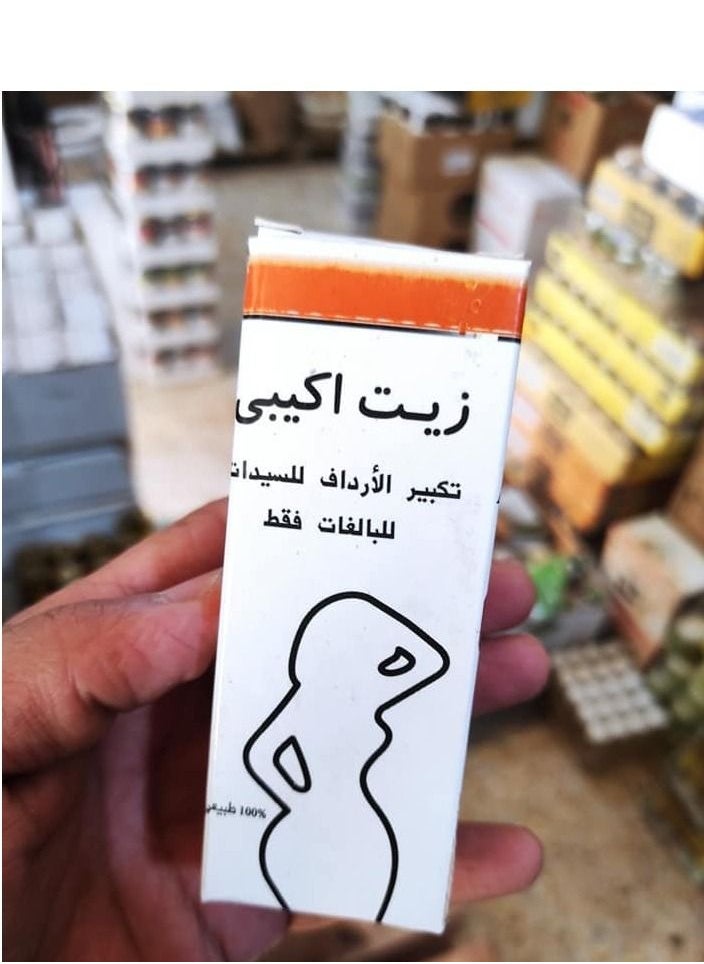 زيت اكيبى
تكبير الأرداف للسيدات
للبالغات فقط
100% طبيعي